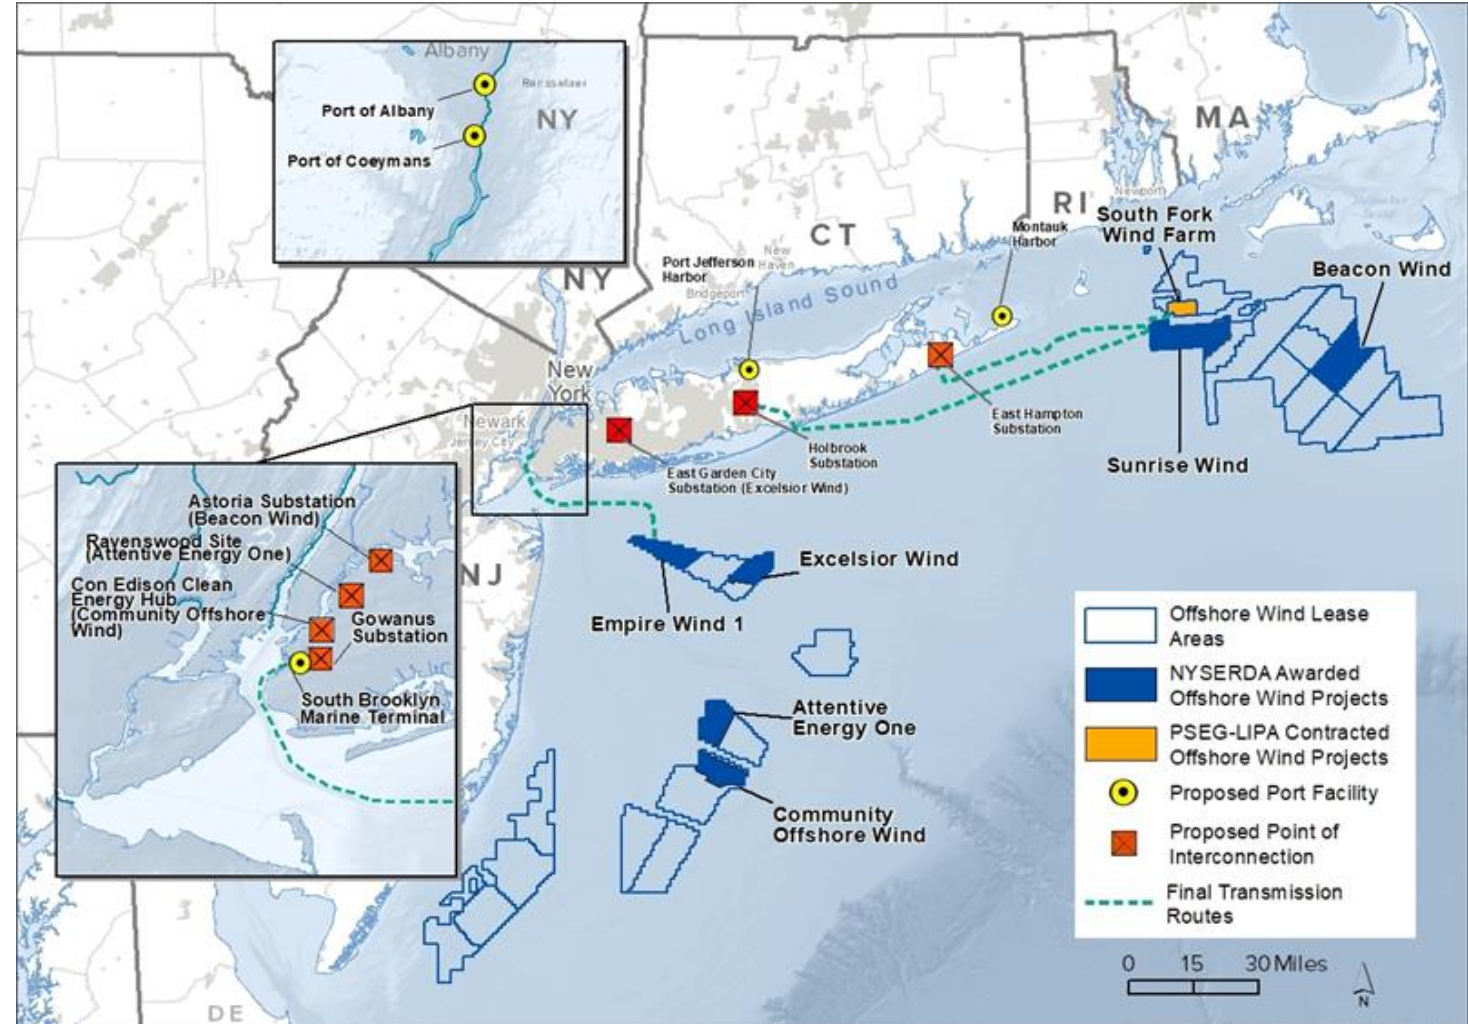 Albany
Rensselaer
Port of Albany
NY
Port of Coeymans
MA
Newport
RI
South Fork
Wind Farm
CT
Montauk
Harbor
New
Haven
Port Jefferson
Harbor
Bridgeport
NY
PA
Long Island Sound
Beacon Wind
New
York
Newark
Jersey City
East Hampton
Substation
Holbrook
Substation
East Garden City
Substation (Excelsior Wind)
Sunrise Wind
Astoria Substation
(Beacon Wind)
Ravenswood Site
(Attentive Energy One)
Con Edison Clean
Energy Hub
(Community Offshore
Wind)
Gowanus
Substation
South Brooklyn
Marine Terminal
NJ
Excelsior Wind
Empire Wind 1
Attentive
Energy One
Community
Offshore Wind
DE
Offshore Wind Lease
Areas
NYSERDA Awarded
Offshore Wind Projects
PSEG-LIPA Contracted
Offshore Wind Projects
Proposed Port Facility
Proposed Point of
Interconnection
Final Transmission
Routes
0 15 30 Miles
N